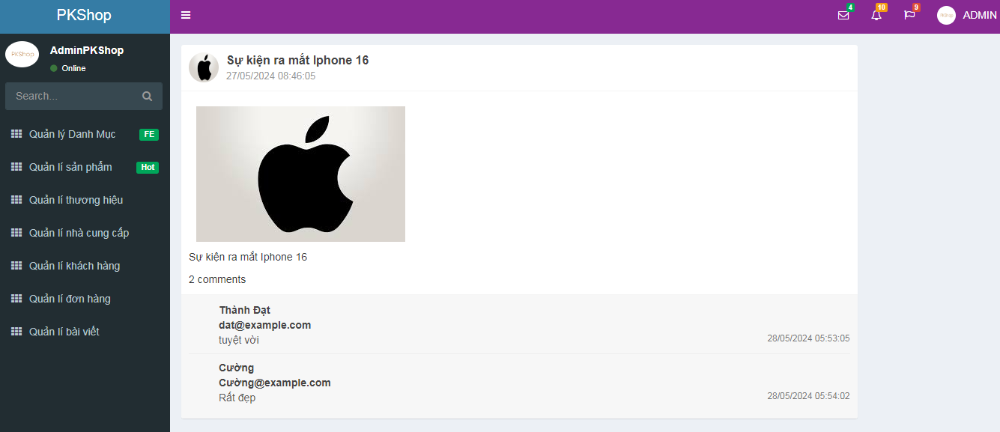 PKShop
4
10
9
PKShop
ADMIN
PKShop
AdminPKShop
Online
Search...
Quản lý Danh Mục
FE
Quản lí sản phẩm
Hot
Quản lí thương hiệu
Quản lí nhà cung cấp
Quản lí khách hàng
Quản lí đơn hàng
Quản lí bài viết
Sự kiện ra mắt Iphone 16
27/05/2024 08:46:05
Sự kiện ra mắt Iphone 16
2 comments
Thành Đạt
dat@example.com
tuyệt vời
28/05/2024 05:53:05
Cường
Cường@example.com
Rất đẹp
28/05/2024 05:54:02